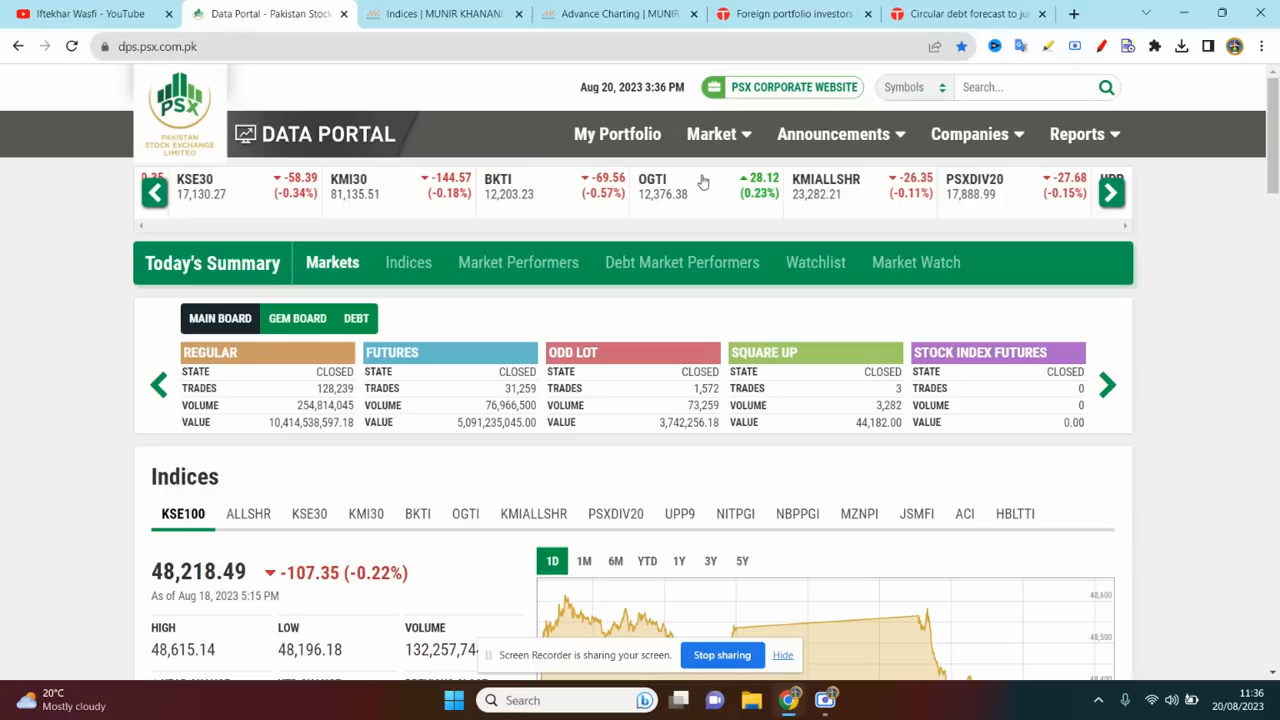 Iftekhar Wasfi - YouTube
Data Portal - Pakistan Stock
Indices | MUNIR KHANANI
Advance Charting | MUNIR
Foreign portfolio investors
Circular debt forecast to ju
dps.psx.com.pk
PSX
PAKISTAN
STOCK EXCHANGE
LIMITED
Aug 20, 2023 3:36 PM
PSX CORPORATE WEBSITE
Symbols
Search...
DATA PORTAL
My Portfolio
Market
Announcements
Companies
Reports
KSE30 -58.39
17,130.27 (-0.34%)
KMI30 -144.57
81,135.51 (-0.18%)
BKTI -69.56
12,203.23 (-0.57%)
OGTI 28.12
12,376.38 (0.23%)
KMIALLSHR -26.35
23,282.21 (-0.11%)
PSXDIV20 -27.68
17,888.99 (-0.15%)
Today's Summary Markets Indices Market Performers Debt Market Performers Watchlist Market Watch
MAIN BOARD GEM BOARD DEBT
REGULAR
STATE CLOSED
TRADES 128,239
VOLUME 254,814,045
VALUE 10,414,538,597.18
FUTURES
STATE CLOSED
TRADES 31,259
VOLUME 76,966,500
VALUE 5,091,235,045.00
ODD LOT
STATE CLOSED
TRADES 1,572
VOLUME 73,259
VALUE 3,742,256.18
SQUARE UP
STATE CLOSED
TRADES 3
VOLUME 3,282
VALUE 44,182.00
STOCK INDEX FUTURES
STATE CLOSED
TRADES 0
VOLUME 0
VALUE 0.00
Indices
KSE100 ALLSHR KSE30 KMI30 BKTI OGTI KMIALLSHR PSXDIV20 UPP9 NITPGI NBPPGI MZNPI JSMFI ACI HBLTTI
48,218.49 -107.35 (-0.22%)
As of Aug 18, 2023 5:15 PM
HIGH
48,615.14
LOW
48,196.18
VOLUME
132,257,74
1D 1M 6M YTD 1Y 3Y 5Y
48,600
48,500
Screen Recorder is sharing your screen.
Stop sharing
Hide
20°C
Mostly cloudy
Search
11:36
20/08/2023